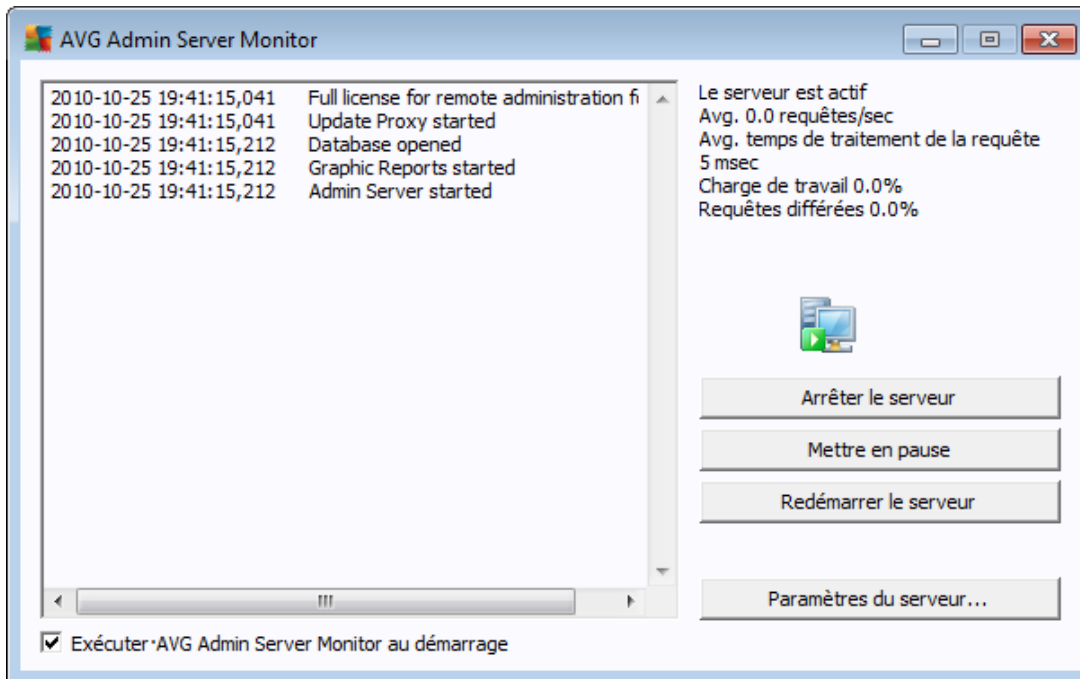 AVG Admin Server Monitor
2010-10-25 19:41:15,041 Full license for remote administration
2010-10-25 19:41:15,041 Update Proxy started
2010-10-25 19:41:15,212 Database opened
2010-10-25 19:41:15,212 Graphic Reports started
2010-10-25 19:41:15,212 Admin Server started
Le serveur est actif
Avg. 0.0 requêtes/sec
Avg. temps de traitement de la requête
5 msec
Charge de travail 0.0%
Requêtes différées 0.0%
Arrêter le serveur
Mettre en pause
Redémarrer le serveur
Paramètres du serveur...
Exécuter·AVG Admin Server Monitor au démarrage